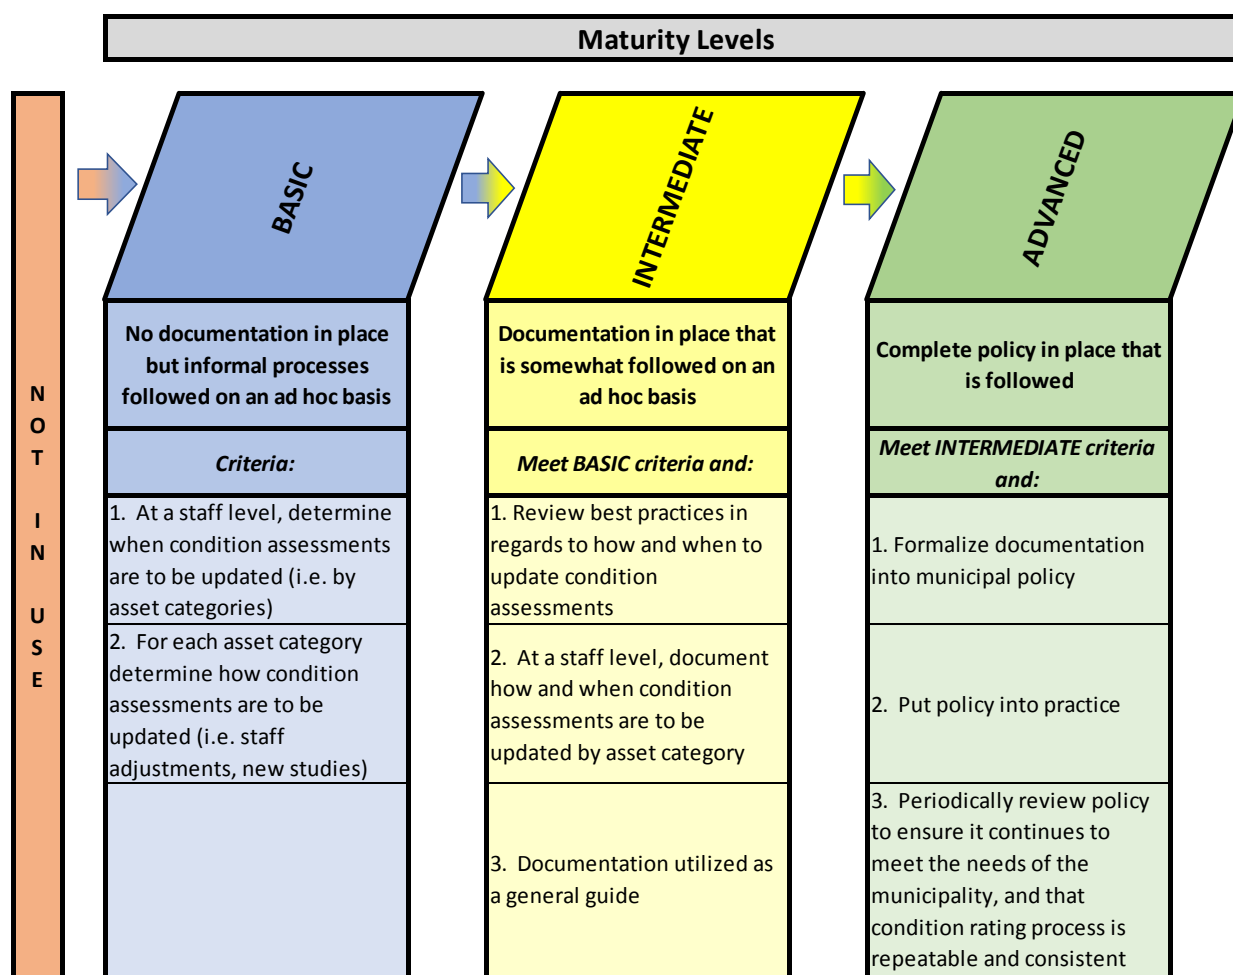 Maturity Levels
NOT IN USE
BASIC
No documentation in place
but informal processes
followed on an ad hoc basis
Criteria:
1.  At a staff level, determine
when condition assessments
are to be updated (i.e. by
asset categories)
2.  For each asset category
determine how condition
assessments are to be
updated (i.e. staff
adjustments, new studies)
INTERMEDIATE
Documentation in place that
is somewhat followed on an
ad hoc basis
Meet BASIC criteria and:
1. Review best practices in
regards to how and when to
update condition
assessments
2.  At a staff level, document
how and when condition
assessments are to be
updated by asset category
3.  Documentation utilized as
a general guide
ADVANCED
Complete policy in place that
is followed
Meet INTERMEDIATE criteria
and:
1. Formalize documentation
into municipal policy
2.  Put policy into practice
3.  Periodically review policy
to ensure it continues to
meet the needs of the
municipality, and that
condition rating process is
repeatable and consistent